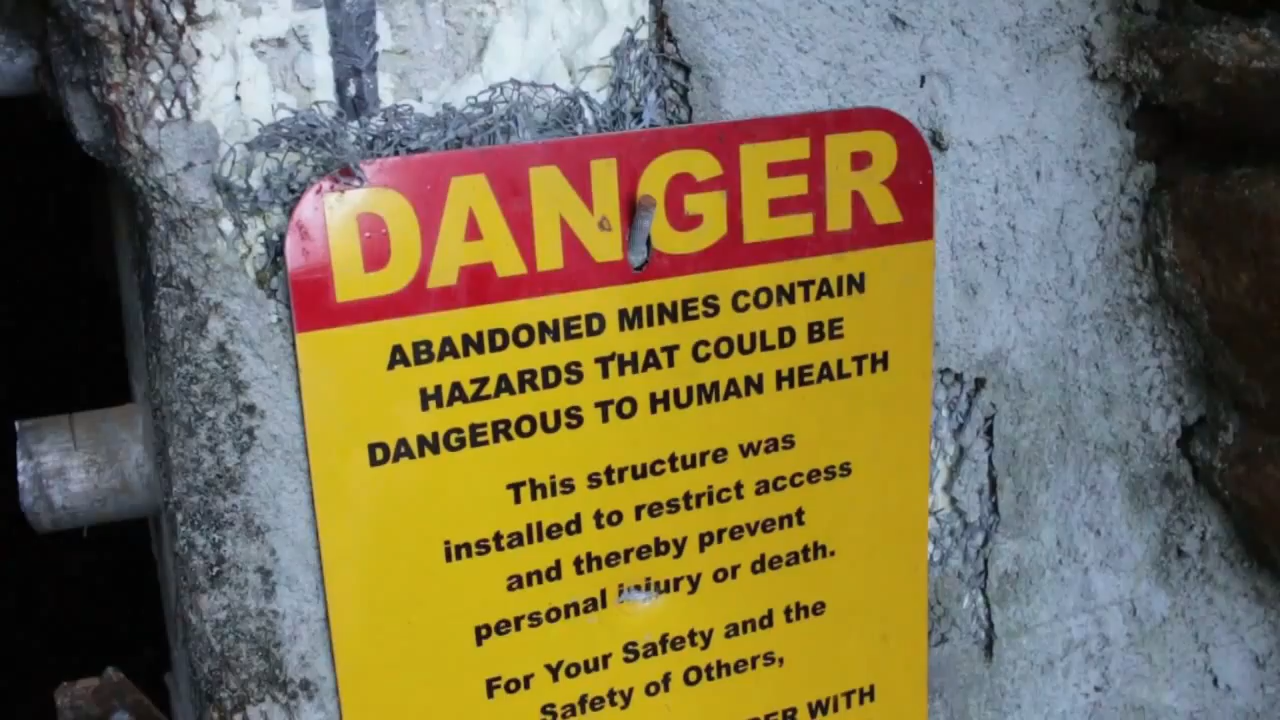 DANGER
ABANDONED MINES CONTAIN
HAZARDS THAT COULD BE
DANGEROUS TO HUMAN HEALTH
This structure was
installed to restrict access
and thereby prevent
personal injury or death.
For Your Safety and the
Safety of Others,
WITH